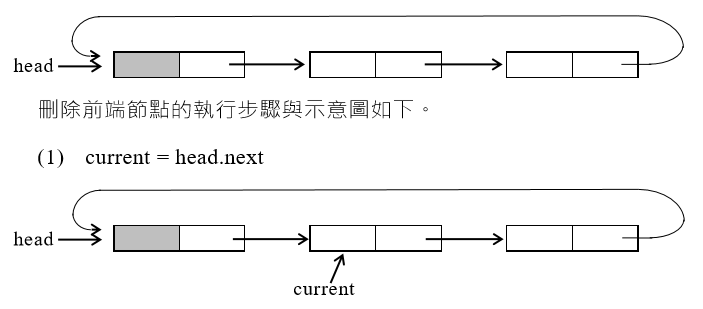 head
刪除前端節點的執行步驟與示意圖如下。
(1) current = head.next
head
current